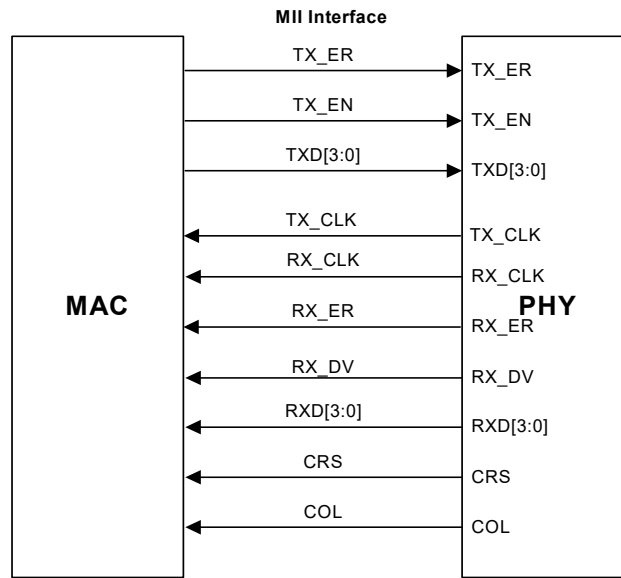 MII Interface
TX_ER
TX_ER
TX_EN
TX_EN
TXD[3:0]
TXD[3:0]
TX_CLK
TX_CLK
RX_CLK
RX_CLK
MAC
PHY
RX_ER
RX_ER
RX_DV
RX_DV
RXD[3:0]
RXD[3:0]
CRS
CRS
COL
COL